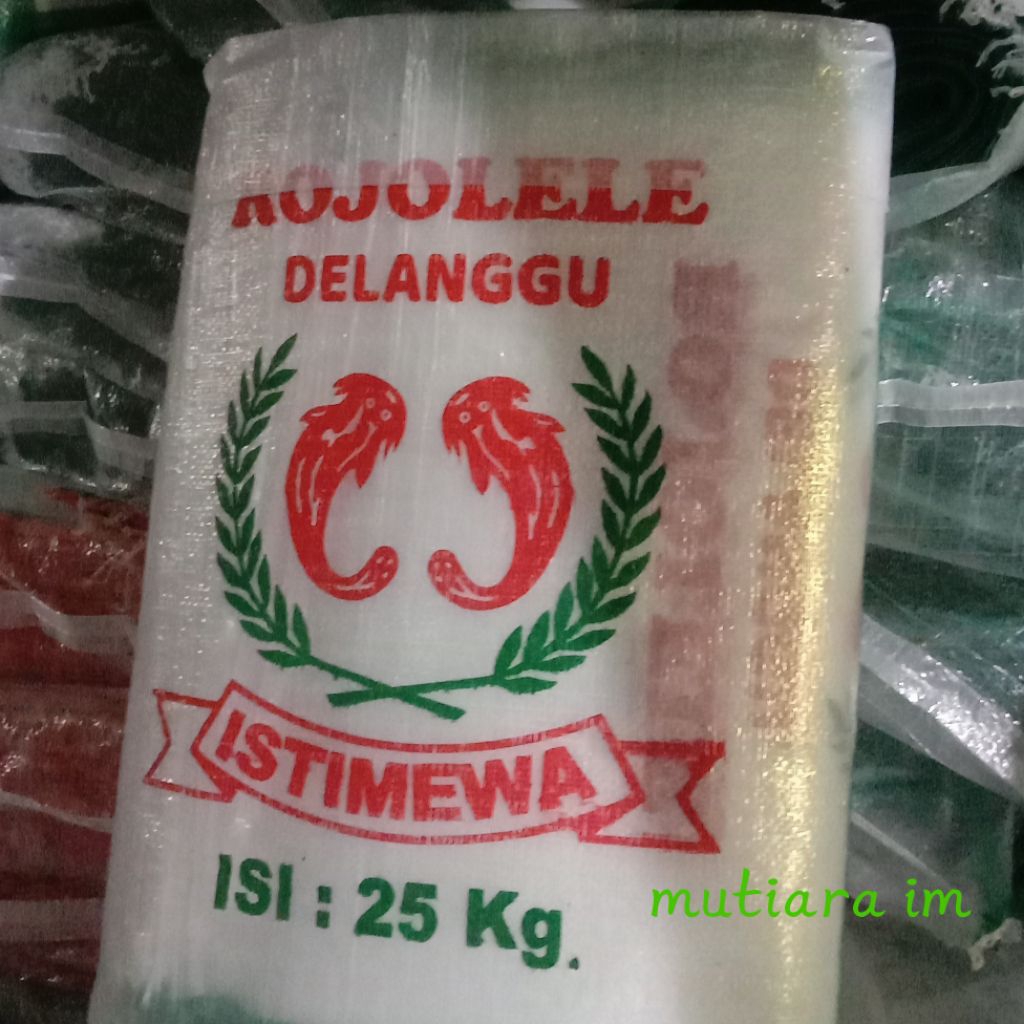 ROJOLELE
DELANGGU
ISTIMEWA
ISI : 25 Kg.
mutiara im